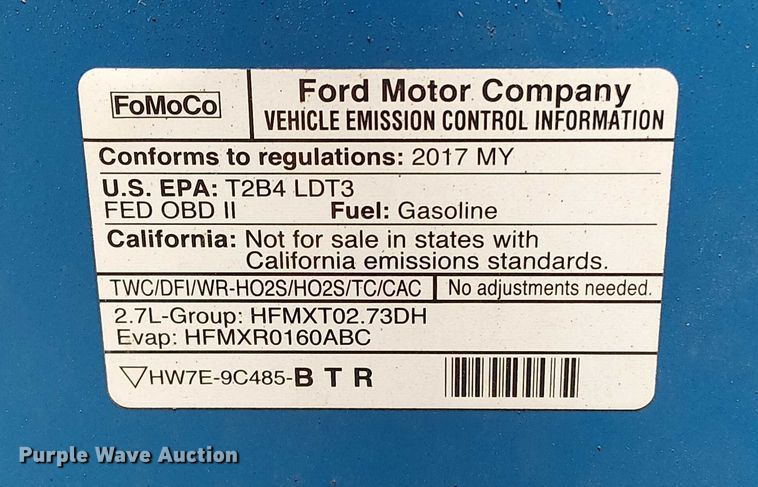 FoMoCo
Ford Motor Company
VEHICLE EMISSION CONTROL INFORMATION
Conforms to regulations: 2017 MY
U.S. EPA: T2B4 LDT3
FED OBD II Fuel: Gasoline
California: Not for sale in states with
California emissions standards.
TWC/DFI/WR-HO2S/HO2S/TC/CAC No adjustments needed.
2.7L-Group: HFMXT02.73DH
Evap: HFMXR0160ABC
▽HW7E-9C485-B T R
Purple Wave Auction